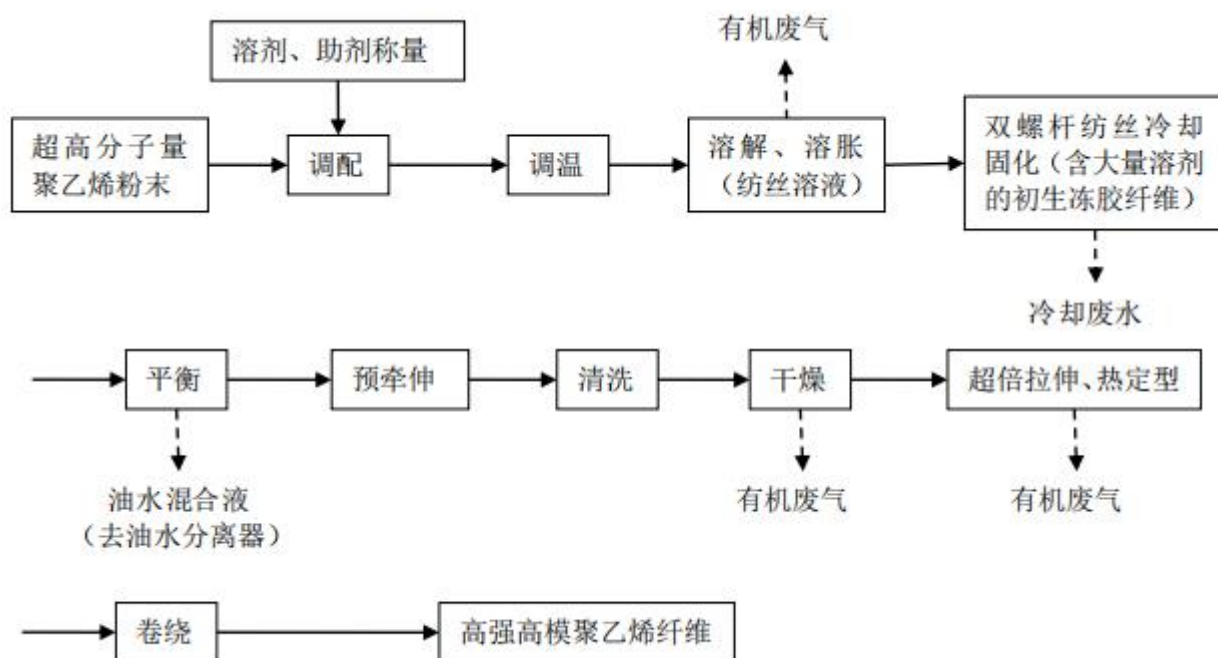 有机废气
溶剂、助剂称量
超高分子量
聚乙烯粉末
调配
调温
溶解、溶胀
（纺丝溶液）
双螺杆纺丝冷却
固化（含大量溶剂
的初生冻胶纤维）
冷却废水
平衡
预牵伸
清洗
干燥
超倍拉伸、热定型
油水混合液
（去油水分离器）
有机废气
有机废气
卷绕
高强高模聚乙烯纤维